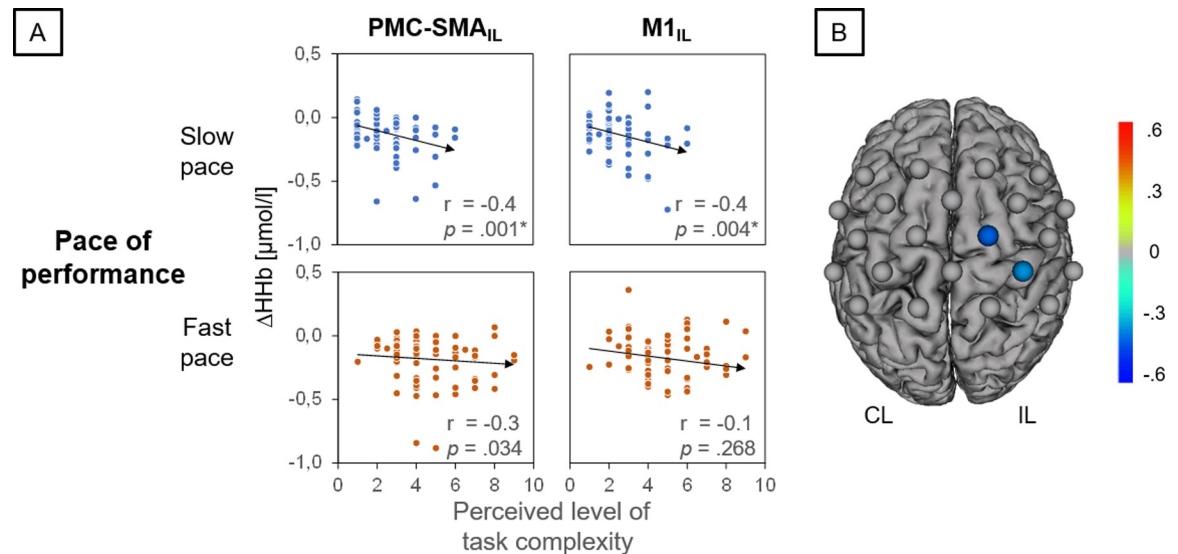 A
PMC-SMAIL
M1IL
B
Slow
pace
0,5
0,0
-0,5
-1,0
r = -0.4
p = .001*
r = -0.4
p = .004*
Pace of
performance
ΔHHb [µmol/l]
Fast
pace
0,5
0,0
-0,5
-1,0
r = -0.3
p = .034
r = -0.1
p = .268
0 2 4 6 8 10
0 2 4 6 8 10
Perceived level of
task complexity
.6
.3
0
-.3
-.6
CL
IL